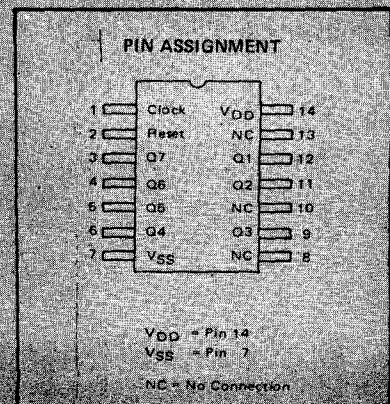 PIN ASSIGNMENT
1 Clock VDD 14
2 Reset NC 13
3 Q7 Q1 12
4 Q6 Q2 11
5 Q5 NC 10
6 Q4 Q3 9
7 VSS NC 8
VDD = Pin 14
VSS = Pin 7
NC = No Connection